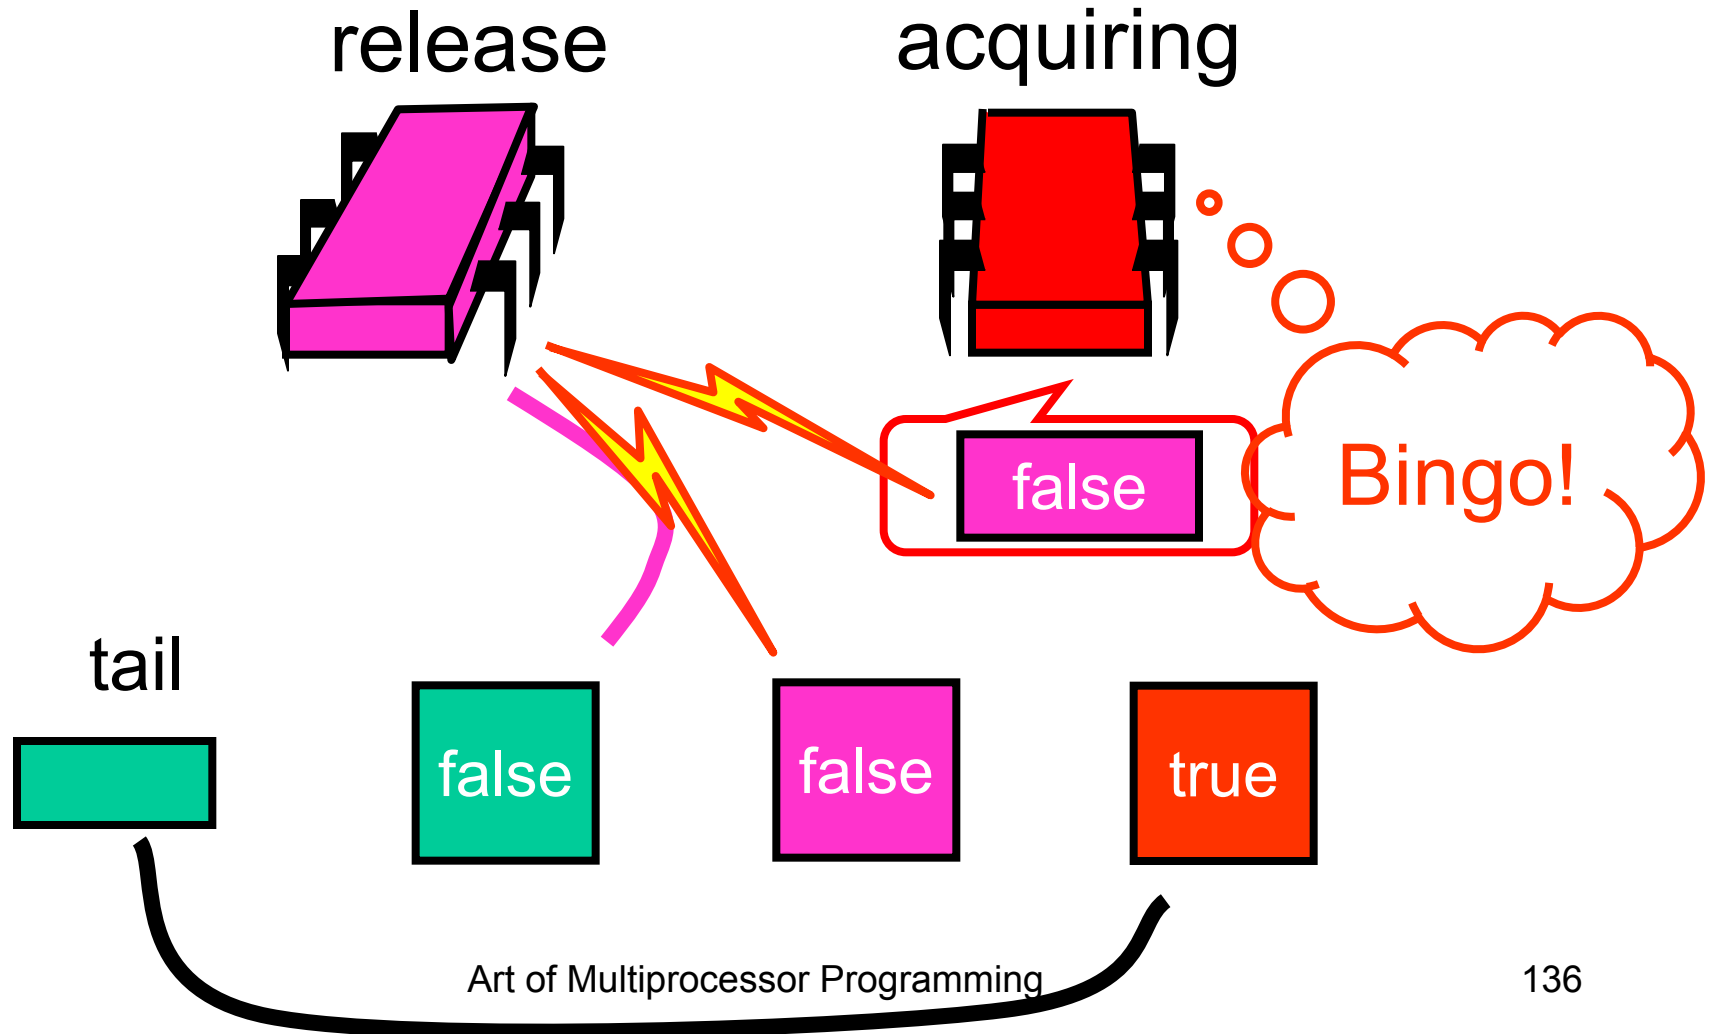 release
acquiring
false
Bingo!
tail
false
false
true
Art of Multiprocessor Programming
136